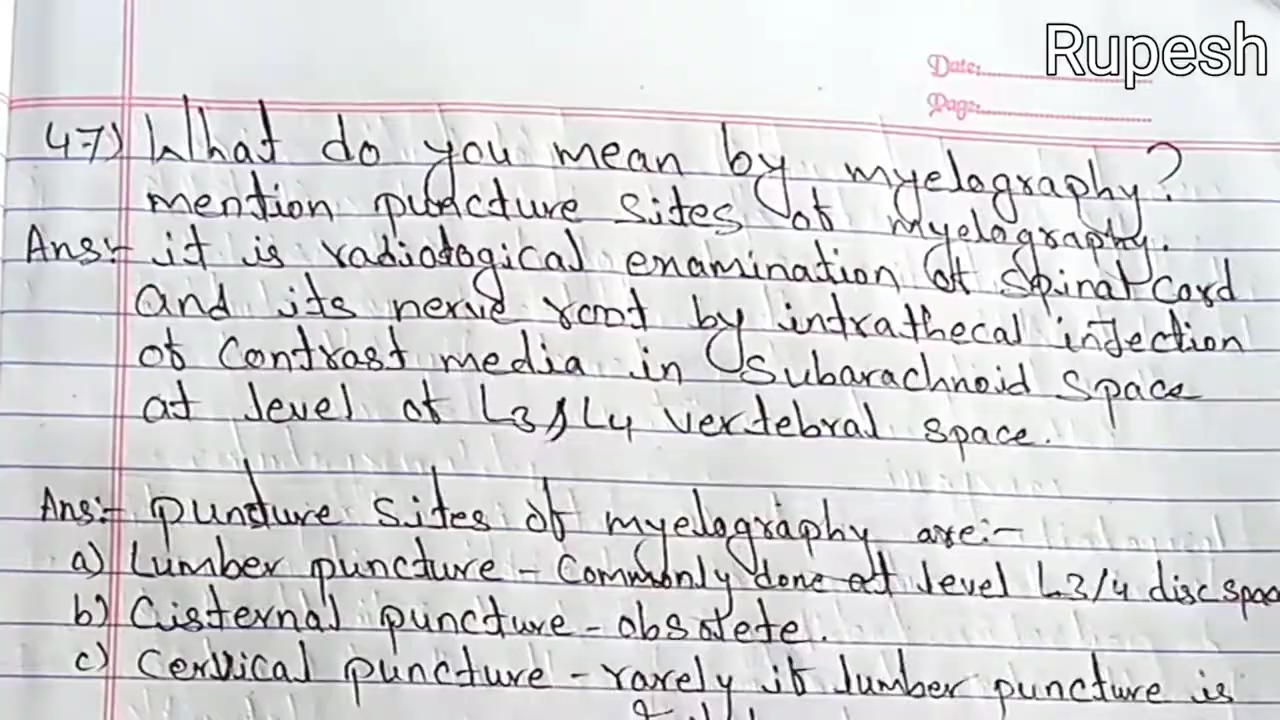 Rupesh
Date:
Page:
47) What do you mean by myelography?
mention puncture sites of myelography.
Ans:- it is radiological examination of spinal cord
and its nerve root by intrathecal injection
of contrast media in subarachnoid space
at level of L3/L4 vertebral space.
Ans:- puncture sites of myelography are:-
a) Lumber puncture - commonly done at level L3/4 disc spac
b) Cisternal puncture - obsolete.
c) Cervical puncture - rarely if lumber puncture is